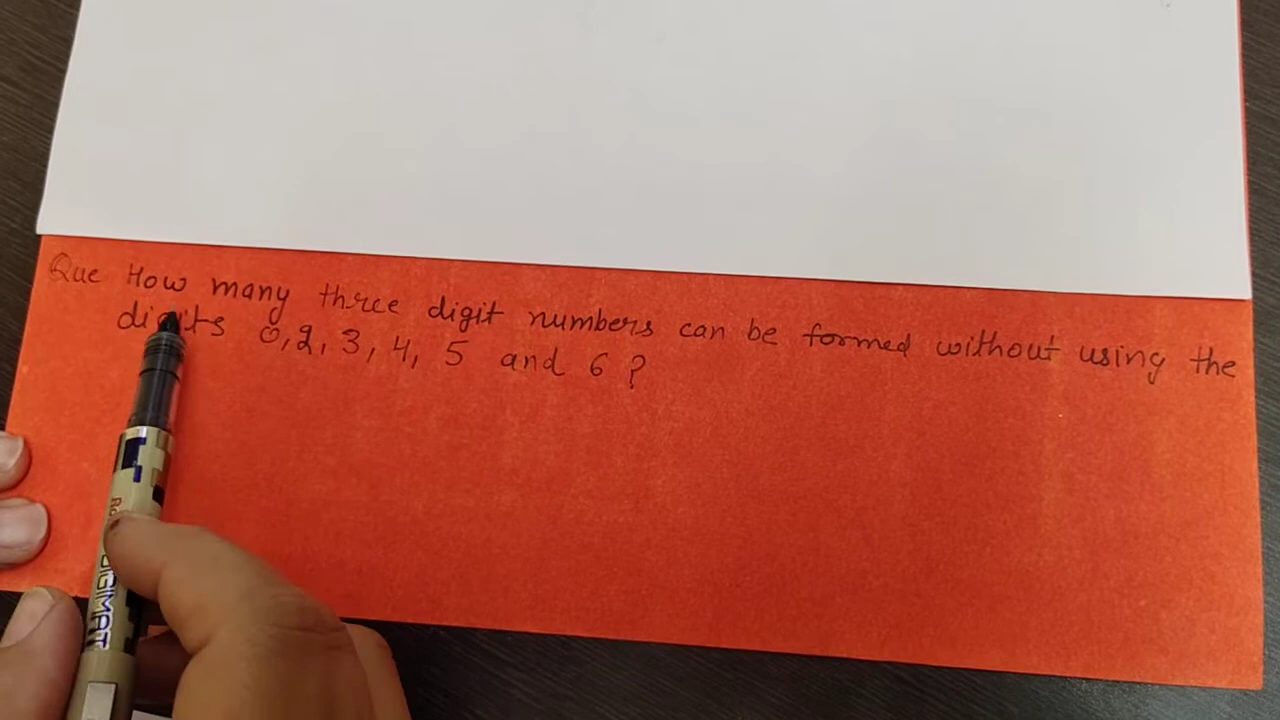 Que How many three digit numbers can be formed without using the
digits 0, 2, 3, 4, 5 and 6 ?
DIGIMAT